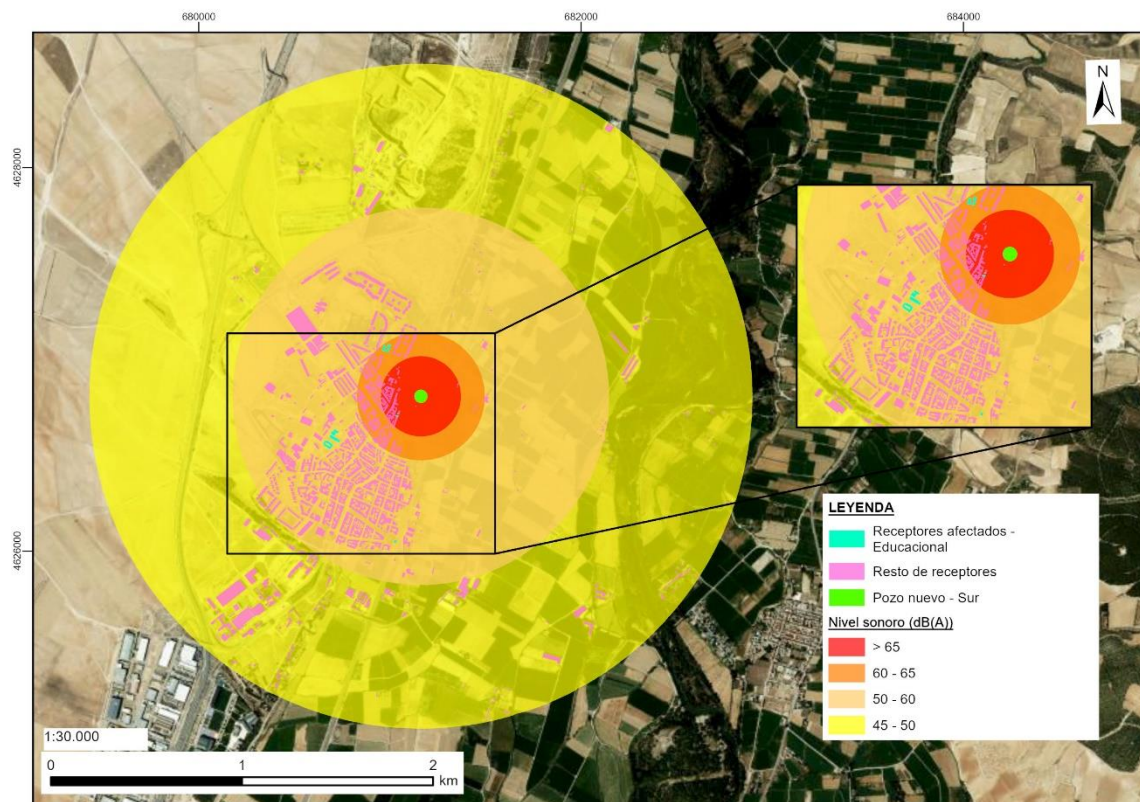 680000
682000
684000
4628000
4626000
N
LEYENDA
Receptores afectados -
Educacional
Resto de receptores
Pozo nuevo - Sur
Nivel sonoro (dB(A))
> 65
60 - 65
50 - 60
45 - 50
1:30.000
0 1 2
km